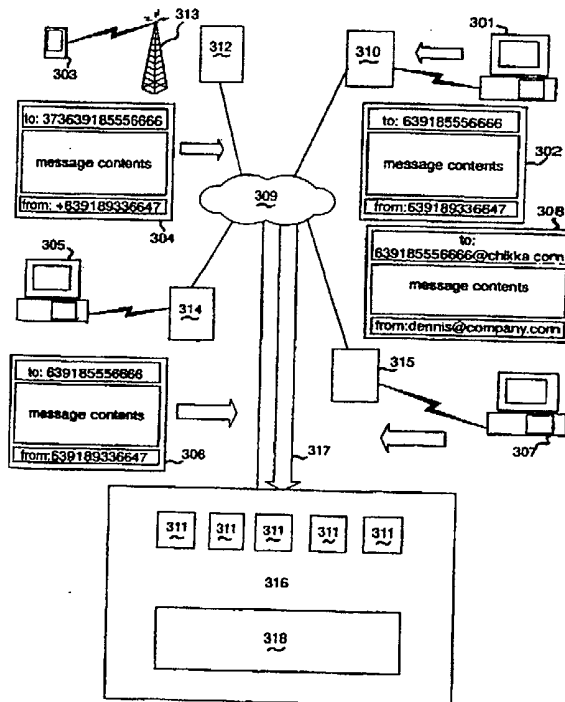 313
303
312
310
301
to: 373639185556666
message contents
from: +639189336647
304
to: 639185556666
message contents
from:639189336647
302
309
308
to:
639185556666@chikka.com
message contents
from:dennis@company.com
305
314
315
307
to: 639185556666
message contents
from:639189336647
306
317
311 311 311 311 311
316
318